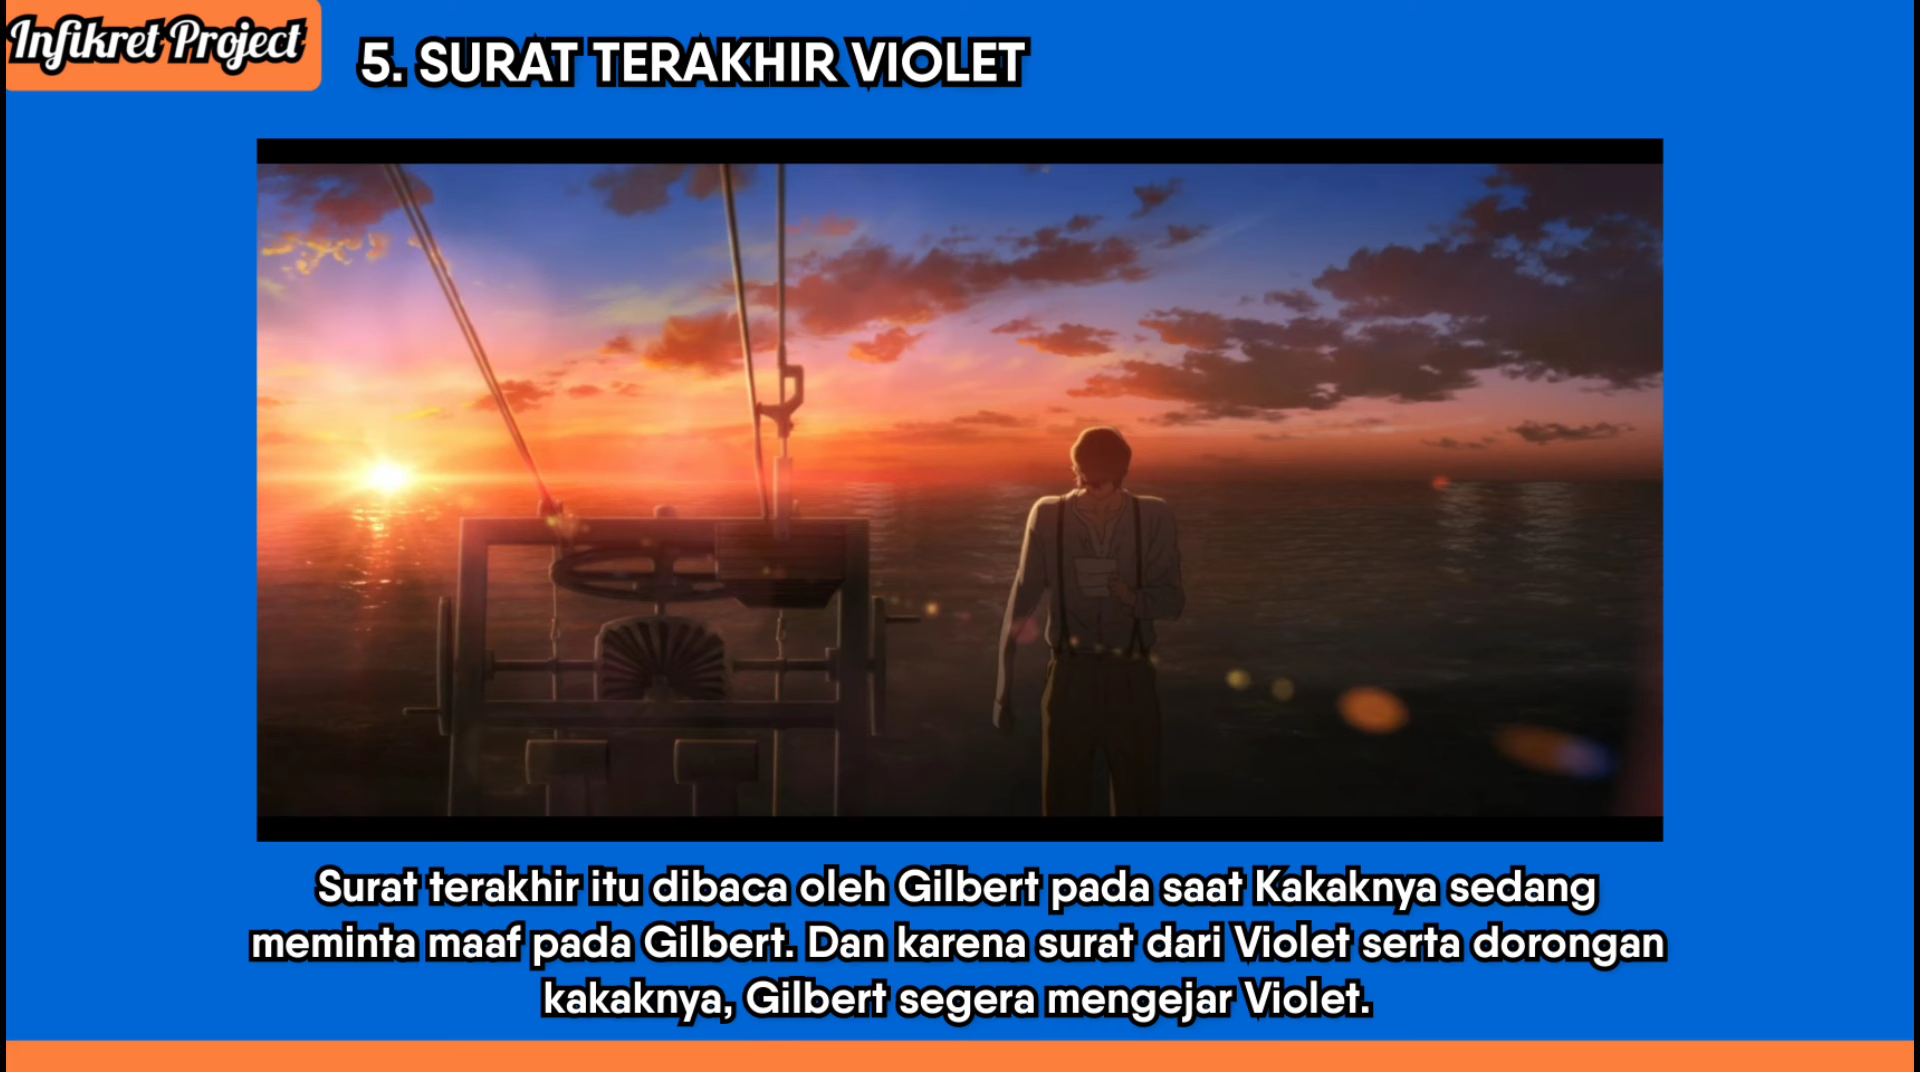 Infikret Project
5. SURAT TERAKHIR VIOLET
Surat terakhir itu dibaca oleh Gilbert pada saat Kakaknya sedang
meminta maaf pada Gilbert. Dan karena surat dari Violet serta dorongan
kakaknya, Gilbert segera mengejar Violet.